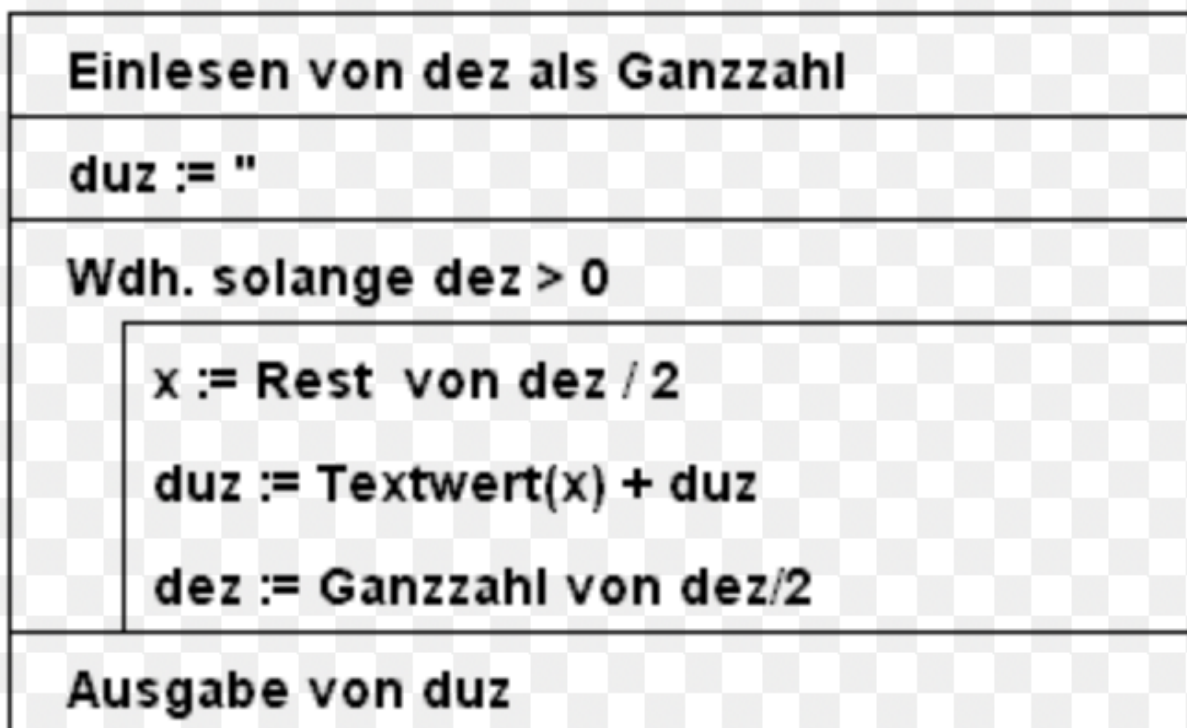 Einlesen von dez als Ganzzahl
duz := "
Wdh. solange dez > 0
x := Rest von dez / 2
duz := Textwert(x) + duz
dez := Ganzzahl von dez/2
Ausgabe von duz